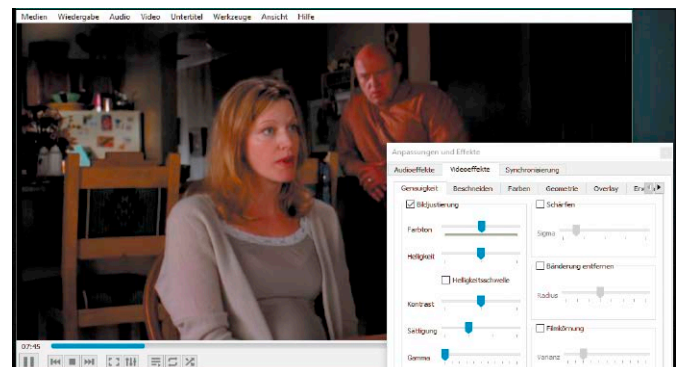 Medien Wiedergabe Audio Video Untertitel Werkzeuge Ansicht Hilfe
Anpassungen und Effekte
Audioeffekte Videoeffekte Synchronisierung
Genauigkeit Beschneiden Farben Geometrie Overlay
Bildjustierung
Schärfen
Farbton
Sigma
Helligkeit
Helligkeitsschwelle
Bänderung entfernen
Kontrast
Radius
Sättigung
Filmkörnung
Gamma
Varianz
07:45